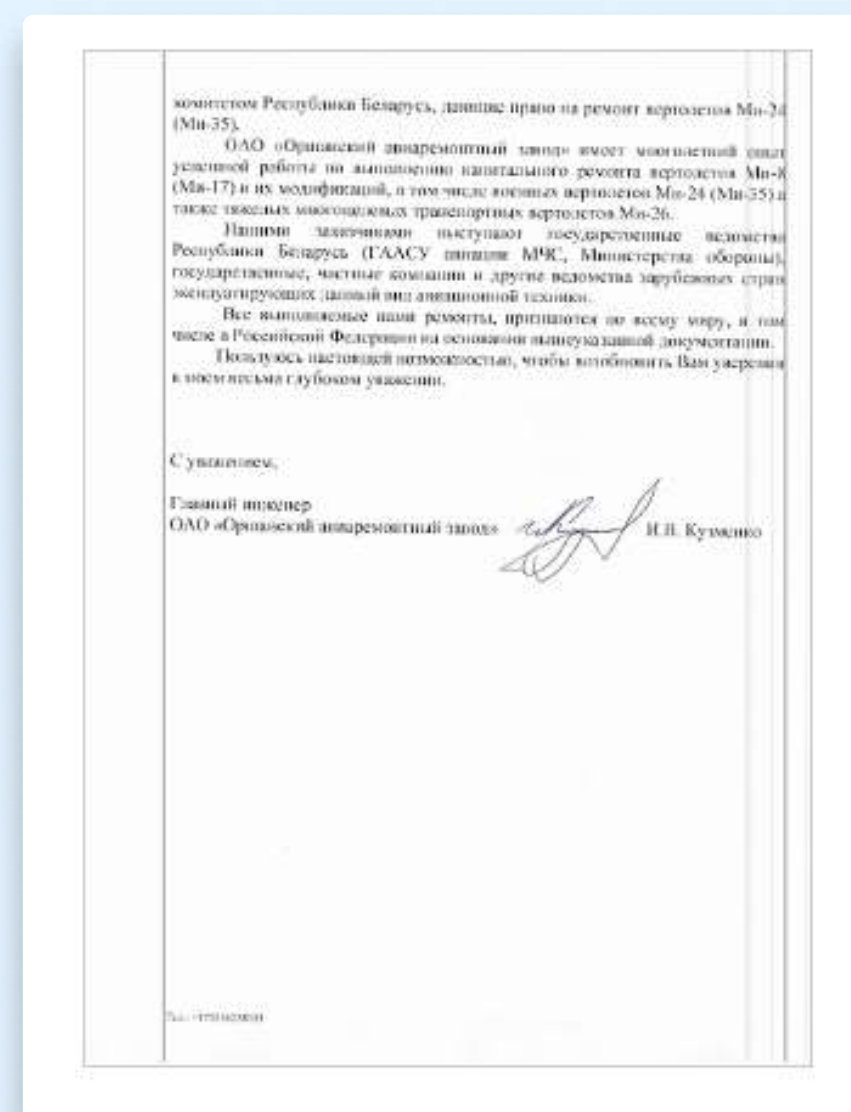 комитетом Республики Беларусь, дающие право на ремонт вертолетов Ми-24
(Ми-35).
ОАО «Оршанский авиаремонтный завод» имеет многолетний опыт
успешной работы по выполнению капитального ремонта вертолетов Ми-8
(Ми-17) и их модификаций, в том числе военных вертолетов Ми-24 (Ми-35) а
также тяжелых многоцелевых транспортных вертолетов Ми-26.
Нашими заказчиками выступают государственные ведомства
Республики Беларусь (ГААСУ авиация МЧС, Министерства обороны),
государственные, частные компании и другие ведомства зарубежных стран
эксплуатирующих данный вид авиационной техники.
Все выполняемые нами ремонты, признаются по всему миру, в том
числе в Российской Федерации на основании вышеуказанной документации.
Пользуюсь настоящей возможностью, чтобы возобновить Вам уверения
в моем весьма глубоком уважении.
С уважением,
Главный инженер
ОАО «Оршанский авиаремонтный завод»
И.В. Кузменко